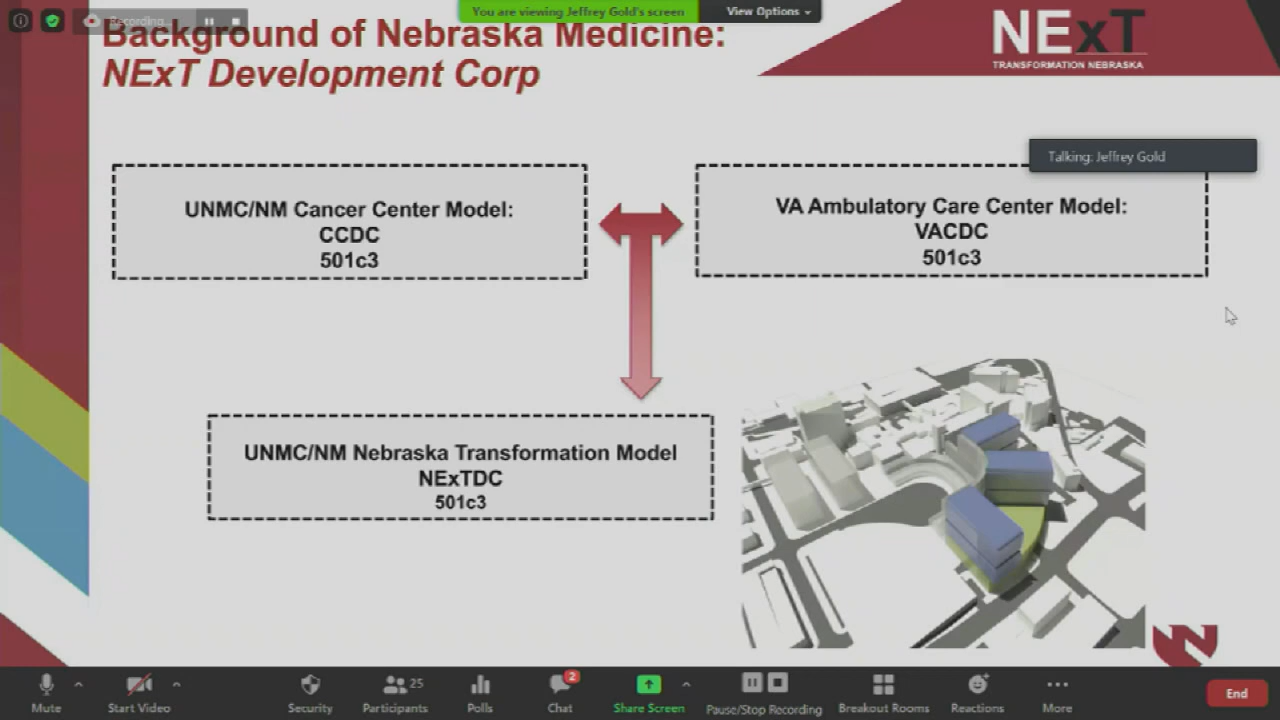 Recording...
You are viewing Jeffrey Gold's screen
View Options
Background of Nebraska Medicine:
NExT Development Corp
NExT
TRANSFORMATION NEBRASKA
Talking: Jeffrey Gold
UNMC/NM Cancer Center Model:
CCDC
501c3
VA Ambulatory Care Center Model:
VACDC
501c3
UNMC/NM Nebraska Transformation Model
NExTDC
501c3
Mute
Start Video
Security
25
Participants
Polls
2
Chat
Share Screen
Pause/Stop Recording
Breakout Rooms
Reactions
More
End